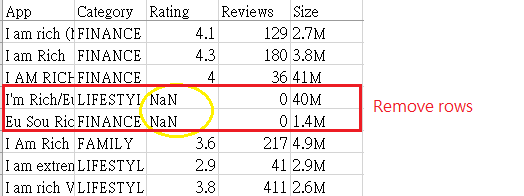 App Category Rating Reviews Size
I am rich (I FINANCE 4.1 129 2.7M
I am Rich FINANCE 4.3 180 3.8M
I AM RICH FINANCE 4 36 41M
I'm Rich/Eu LIFESTYL NaN 0 40M
Remove rows
Eu Sou Ric FINANCE NaN 0 1.4M
I Am Rich FAMILY 3.6 217 4.9M
I am extren LIFESTYL 2.9 41 2.9M
I am rich V LIFESTYL 3.8 411 2.6M